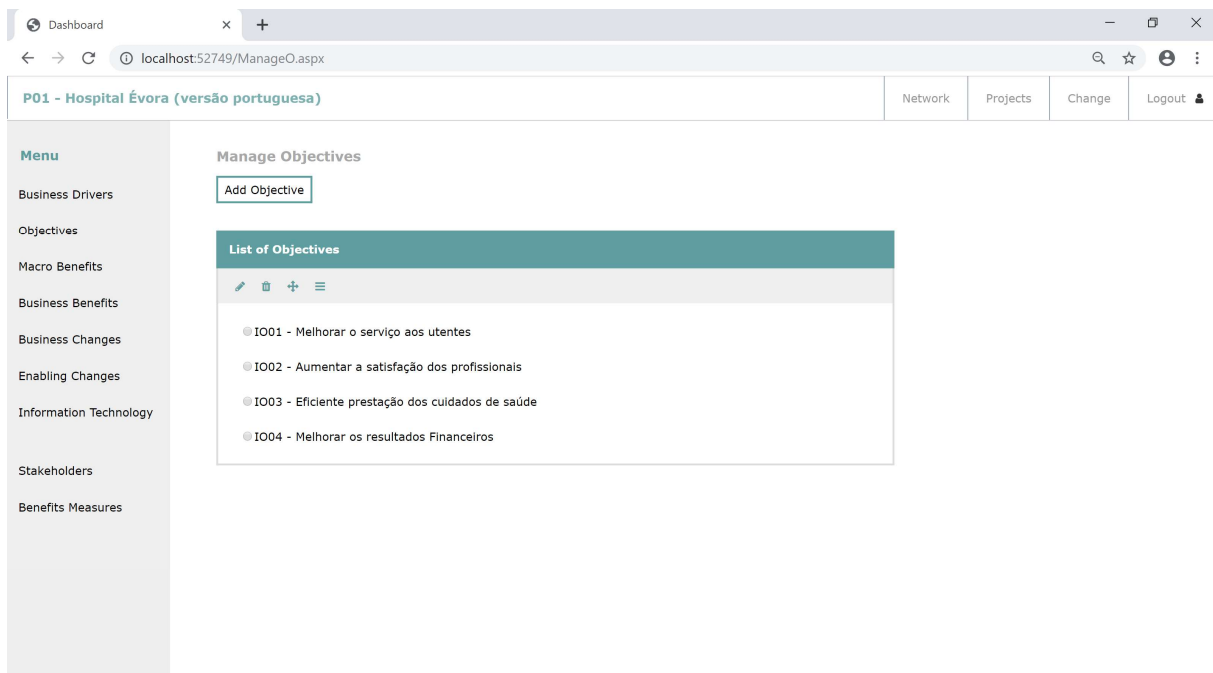 Dashboard
localhost:52749/ManageO.aspx
P01 - Hospital Évora (versão portuguesa)
Network
Projects
Change
Logout
Menu
Business Drivers
Objectives
Macro Benefits
Business Benefits
Business Changes
Enabling Changes
Information Technology
Stakeholders
Benefits Measures
Manage Objectives
Add Objective
List of Objectives
IO01 - Melhorar o serviço aos utentes
IO02 - Aumentar a satisfação dos profissionais
IO03 - Eficiente prestação dos cuidados de saúde
IO04 - Melhorar os resultados Financeiros